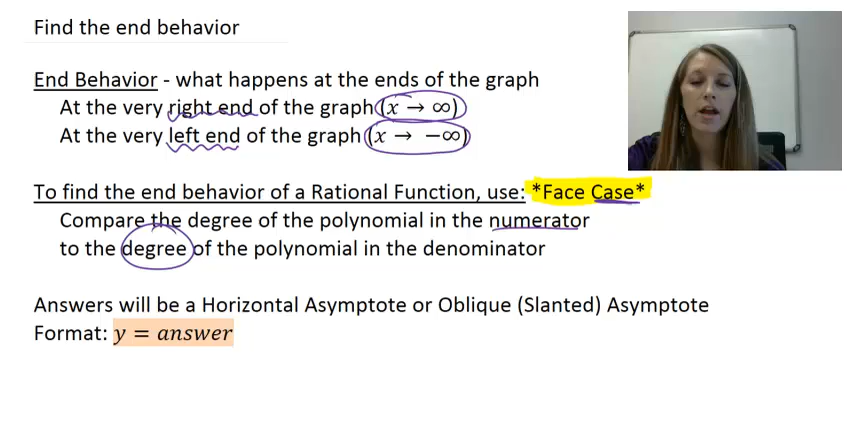 Find the end behavior
End Behavior - what happens at the ends of the graph
At the very right end of the graph (x → ∞)
At the very left end of the graph (x → −∞)
To find the end behavior of a Rational Function, use: *Face Case*
Compare the degree of the polynomial in the numerator
to the degree of the polynomial in the denominator
Answers will be a Horizontal Asymptote or Oblique (Slanted) Asymptote
Format: y = answer